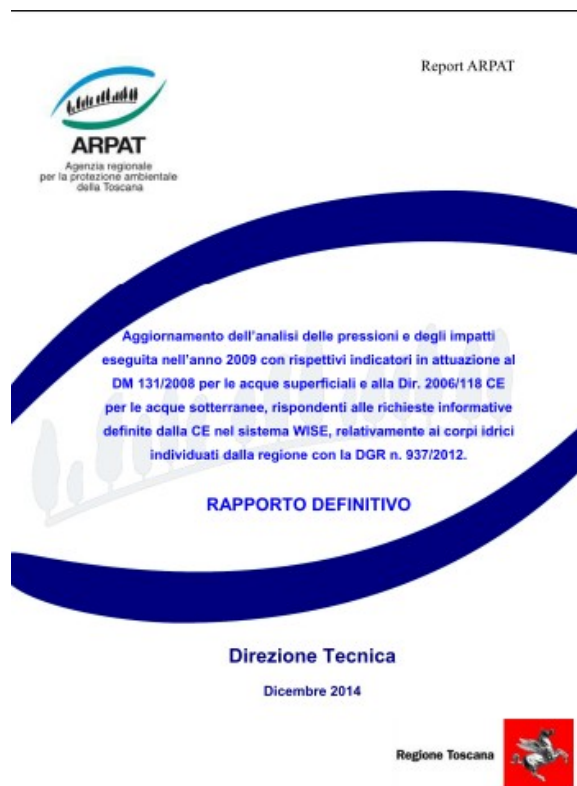 Report ARPAT
ARPAT
Agenzia regionale
per la protezione ambientale
della Toscana
Aggiornamento dell'analisi delle pressioni e degli impatti
eseguita nell'anno 2009 con rispettivi indicatori in attuazione al
DM 131/2008 per le acque superficiali e alla Dir. 2006/118 CE
per le acque sotterranee, rispondenti alle richieste informative
definite dalla CE nel sistema WISE, relativamente ai corpi idrici
individuati dalla regione con la DGR n. 937/2012.
RAPPORTO DEFINITIVO
Direzione Tecnica
Dicembre 2014
Regione Toscana